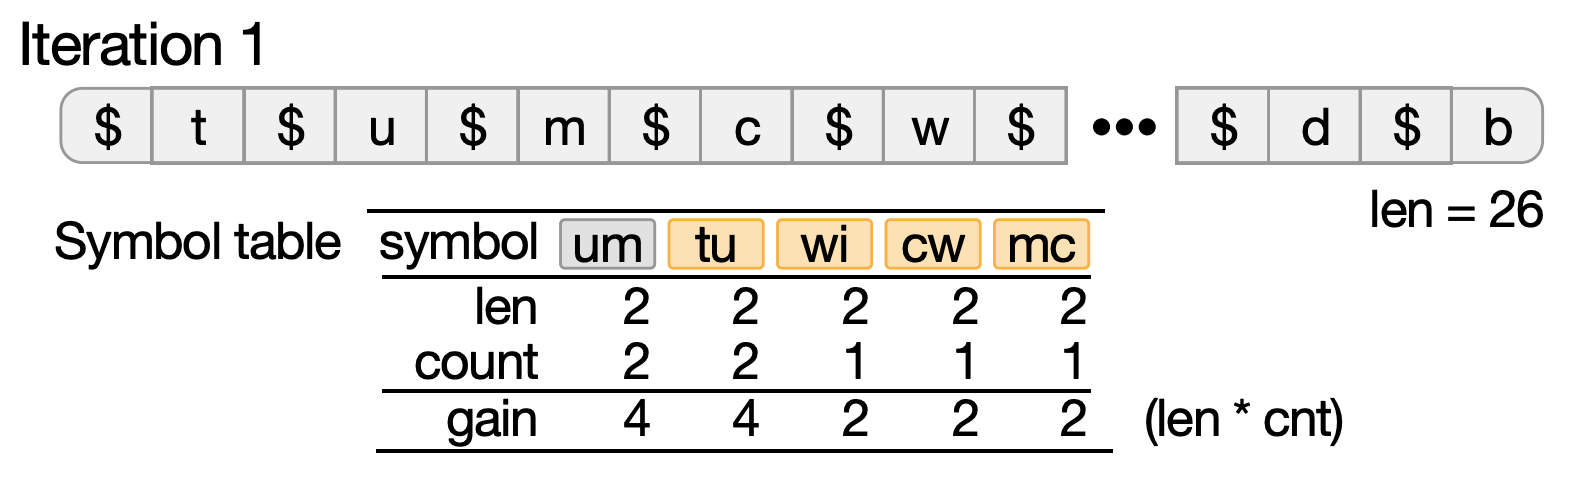 Iteration 1
$ t $ u $ m $ c $ w $ ••• $ d $ b
len = 26
Symbol table symbol um tu wi cw mc
len 2 2 2 2 2
count 2 2 1 1 1
gain 4 4 2 2 2 (len * cnt)